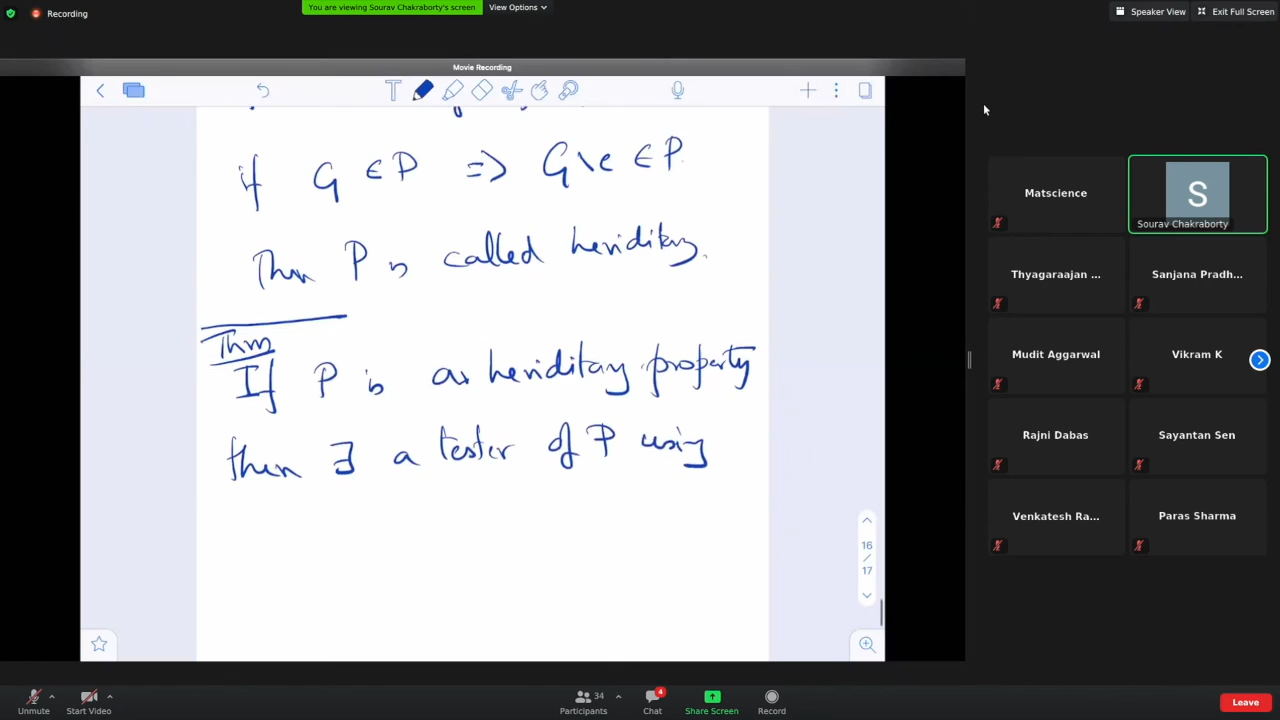 Recording
You are viewing Sourav Chakraborty's screen
View Options
Speaker View
Exit Full Screen
Movie Recording
if G ∈ P => G\e ∈ P.
Then P is called heriditary.
Thm
If P is a heriditary property
then ∃ a tester of P using
16
/
17
Matscience
S
Sourav Chakraborty
Thyagaraajan ...
Sanjana Pradh...
Mudit Aggarwal
Vikram K
Rajni Dabas
Sayantan Sen
Venkatesh Ra...
Paras Sharma
Unmute
Start Video
34
Participants
4
Chat
Share Screen
Record
Leave